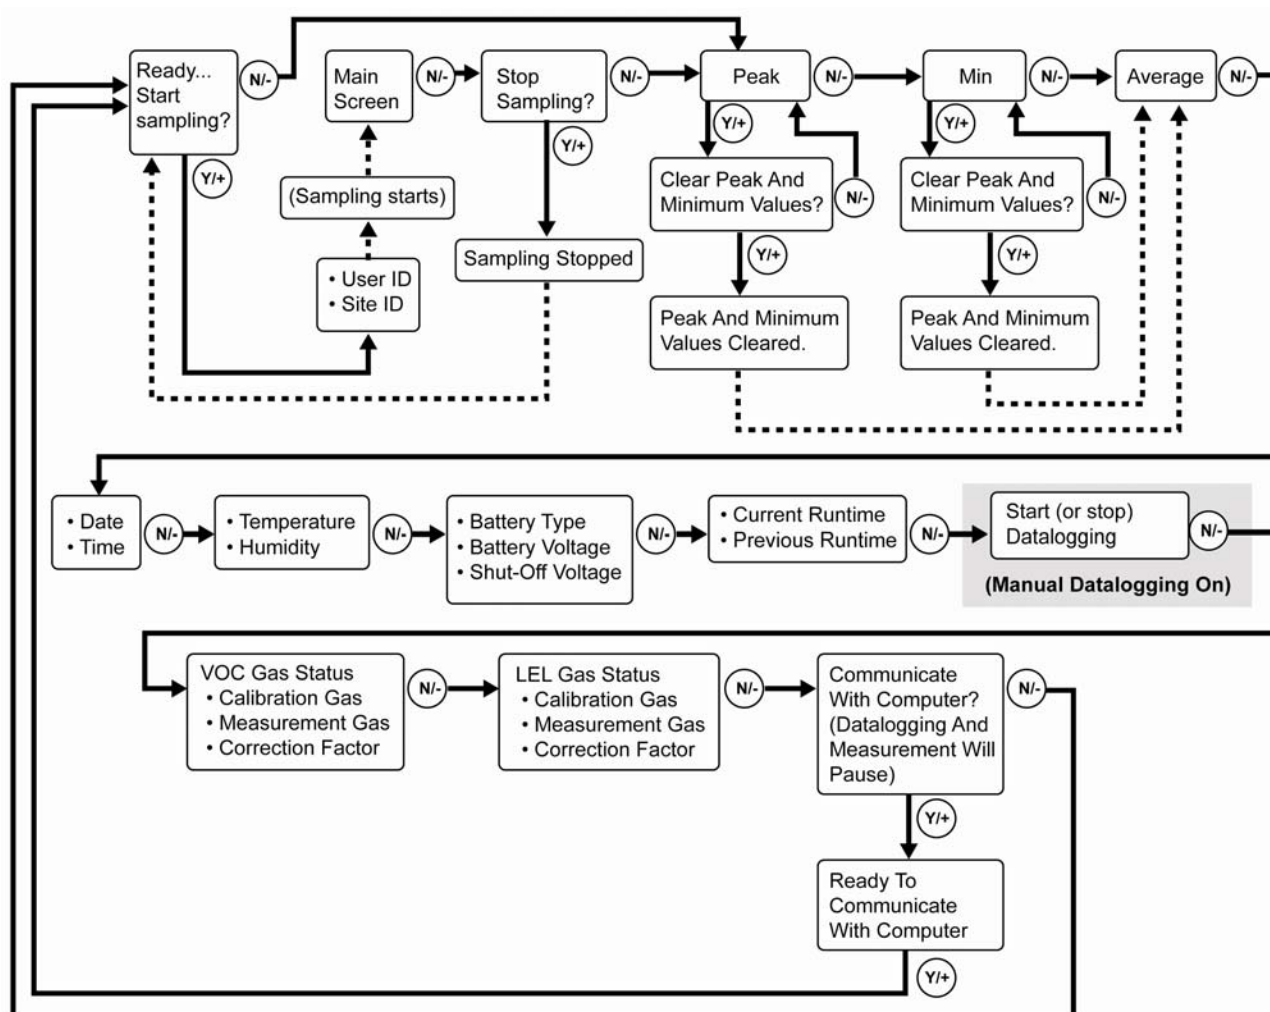 Ready...
Start
sampling?
N/-
Y/+
Main
Screen
N/-
(Sampling starts)
• User ID
• Site ID
Stop
Sampling?
N/-
Y/+
Sampling Stopped
Peak
N/-
Y/+
Clear Peak And
Minimum Values?
N/-
Y/+
Peak And Minimum
Values Cleared.
Min
N/-
Y/+
Clear Peak And
Minimum Values?
N/-
Y/+
Peak And Minimum
Values Cleared.
Average
N/-
• Date
• Time
N/-
• Temperature
• Humidity
N/-
• Battery Type
• Battery Voltage
• Shut-Off Voltage
N/-
• Current Runtime
• Previous Runtime
N/-
Start (or stop)
Datalogging
N/-
(Manual Datalogging On)
VOC Gas Status
• Calibration Gas
• Measurement Gas
• Correction Factor
N/-
LEL Gas Status
• Calibration Gas
• Measurement Gas
• Correction Factor
N/-
Communicate
With Computer?
(Datalogging And
Measurement Will
Pause)
N/-
Y/+
Ready To
Communicate
With Computer
Y/+